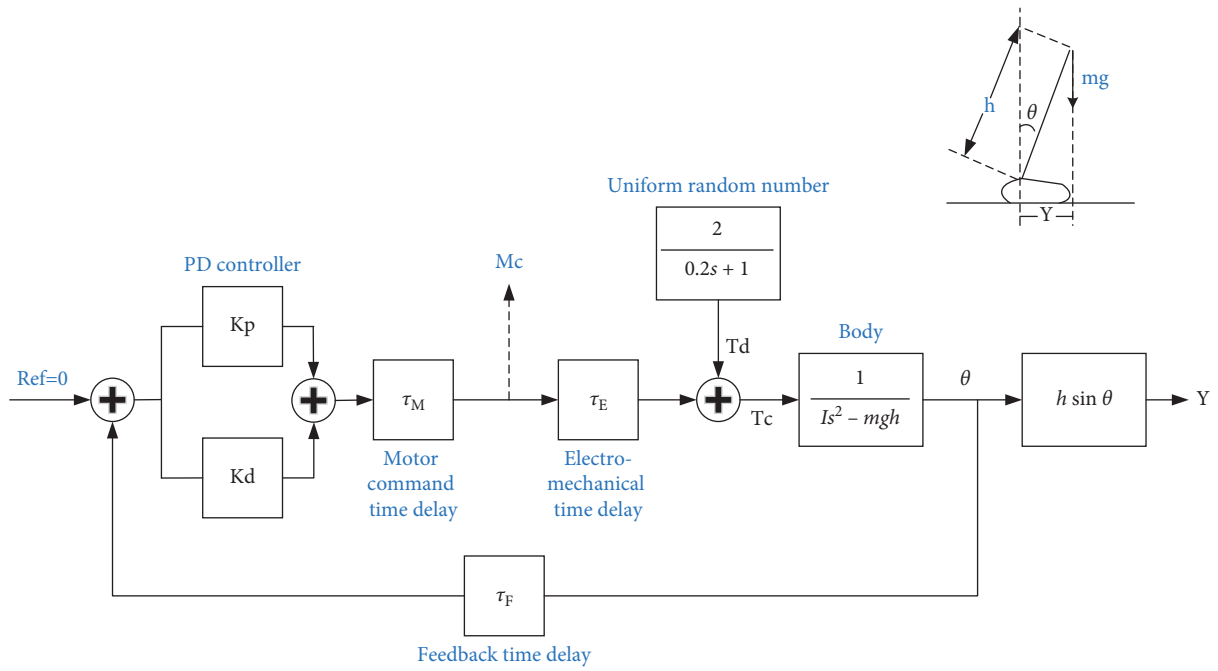 h
θ
mg
Y
Uniform random number
2
0.2s + 1
PD controller
Kp
Mc
Td
Body
Ref=0
τM
τE
Tc
1
Is² – mgh
θ
h sin θ
Y
Kd
Motor
command
time delay
Electro-
mechanical
time delay
τF
Feedback time delay